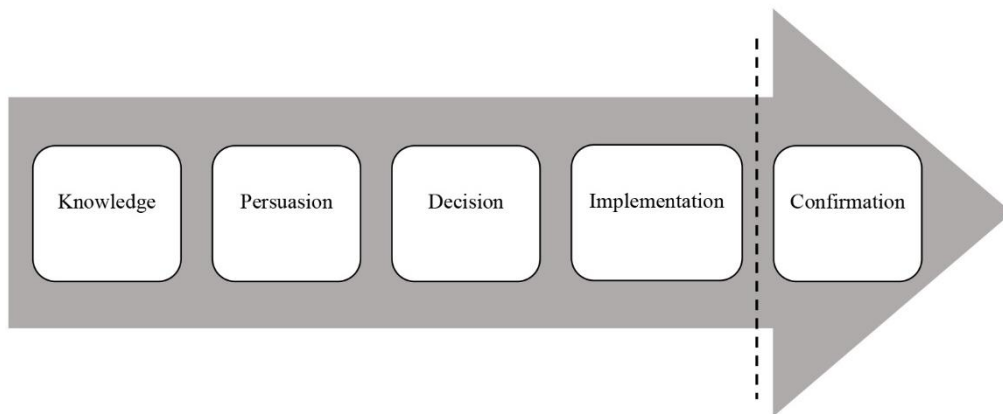 Knowledge
Persuasion
Decision
Implementation
Confirmation